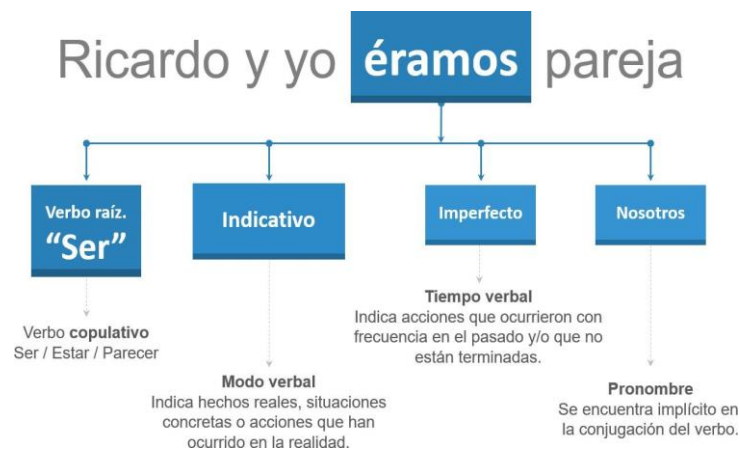 Ricardo y yo éramos pareja
Verbo raíz.
“Ser”
Indicativo
Imperfecto
Nosotros
Verbo copulativo
Ser / Estar / Parecer
Modo verbal
Indica hechos reales, situaciones
concretas o acciones que han
ocurrido en la realidad.
Tiempo verbal
Indica acciones que ocurrieron con
frecuencia en el pasado y/o que no
están terminadas.
Pronombre
Se encuentra implícito en
la conjugación del verbo.